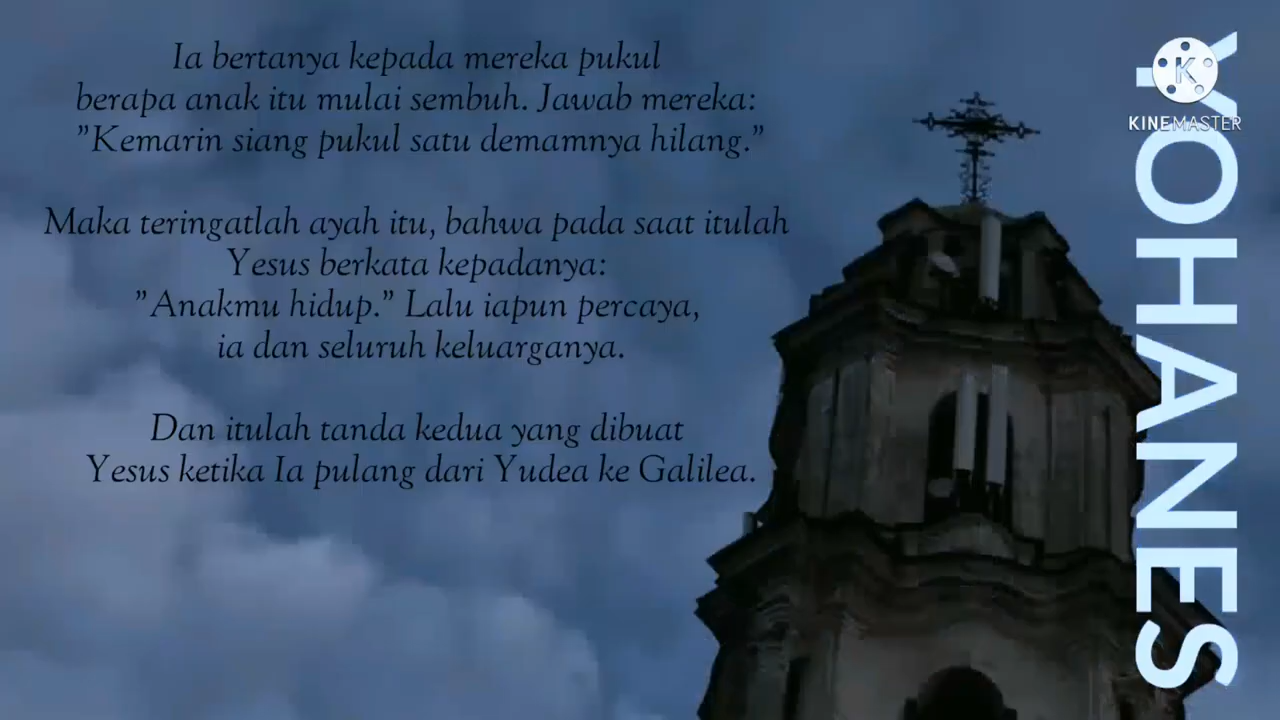 Ia bertanya kepada mereka pukul
berapa anak itu mulai sembuh. Jawab mereka:
"Kemarin siang pukul satu demamnya hilang."
Maka teringatlah ayah itu, bahwa pada saat itulah
Yesus berkata kepadanya:
"Anakmu hidup." Lalu iapun percaya,
ia dan seluruh keluarganya.
Dan itulah tanda kedua yang dibuat
Yesus ketika Ia pulang dari Yudea ke Galilea.
YOHANES
K
KINEMASTER